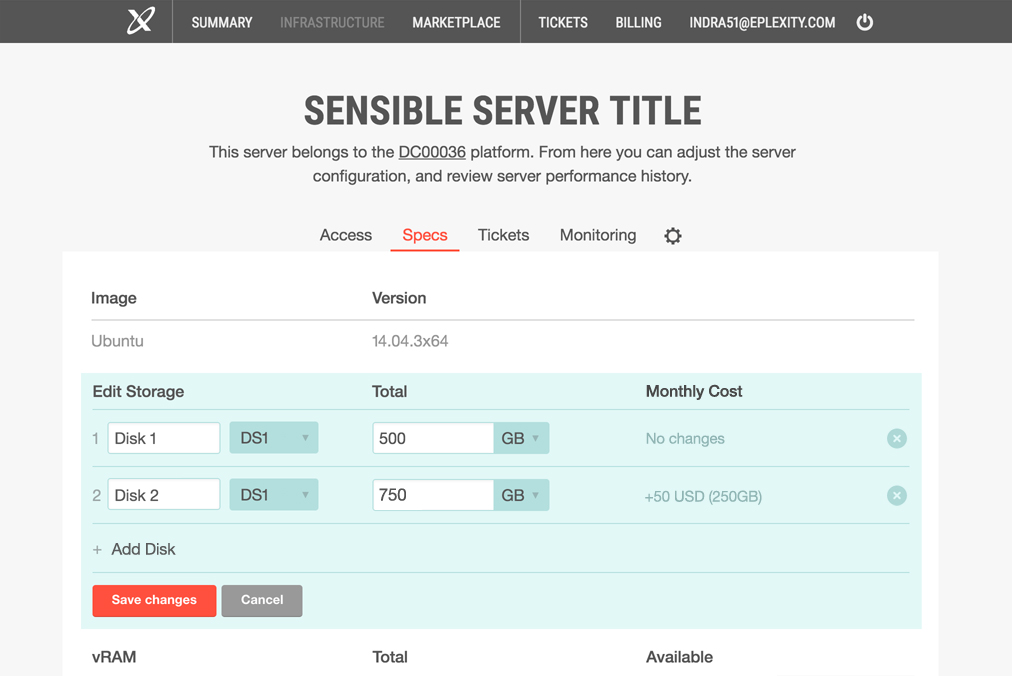 SUMMARY INFRASTRUCTURE MARKETPLACE TICKETS BILLING INDRA51@EPLEXITY.COM
SENSIBLE SERVER TITLE
This server belongs to the DC00036 platform. From here you can adjust the server
configuration, and review server performance history.
Access Specs Tickets Monitoring
Image Version
Ubuntu 14.04.3x64
Edit Storage Total Monthly Cost
1 Disk 1 DS1 500 GB No changes
2 Disk 2 DS1 750 GB +50 USD (250GB)
+ Add Disk
Save changes Cancel
vRAM Total Available